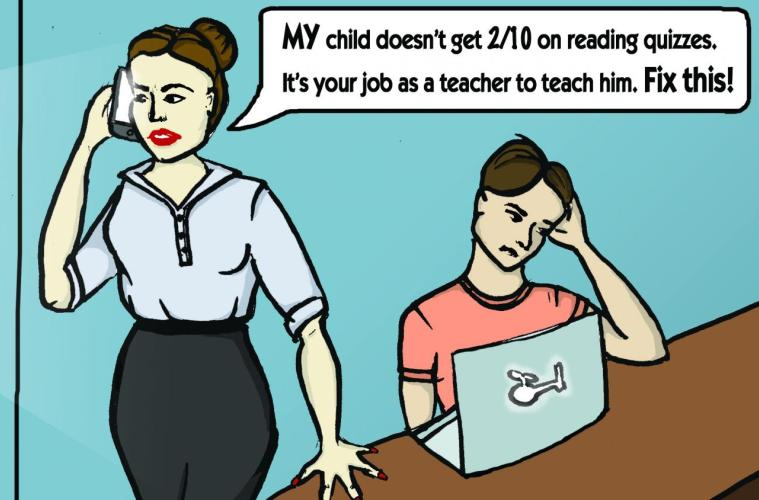 MY child doesn't get 2/10 on reading quizzes.
It's your job as a teacher to teach him. Fix this!